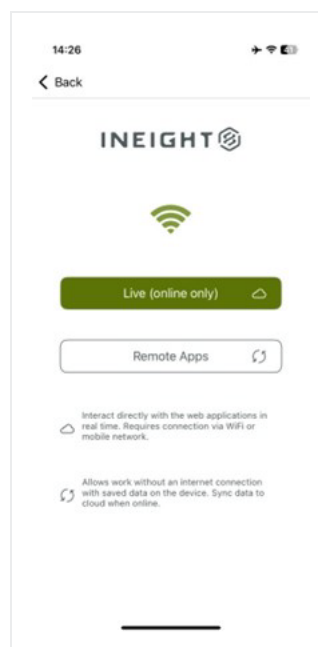 14:26
Back
INEIGHT
Live (online only)
Remote Apps
Interact directly with the web applications in
real time. Requires connection via WiFi or
mobile network.
Allows work without an internet connection
with saved data on the device. Sync data to
cloud when online.